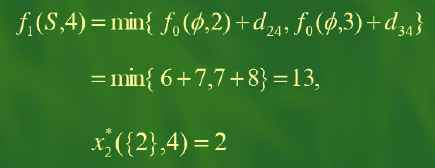 f₁(S,4) = min{ f₀(ϕ,2)+d₂₄, f₀(ϕ,3)+d₃₄}
= min{ 6+7,7+8} = 13,
x₂*({2},4) = 2